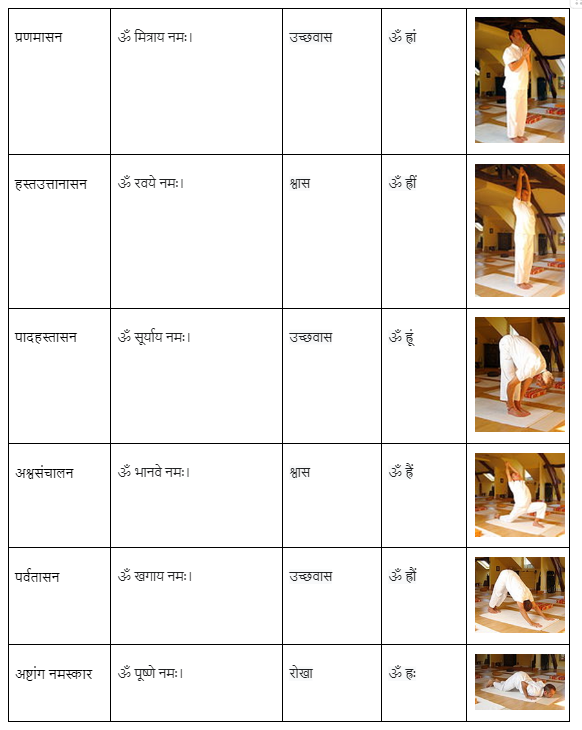 प्रणमासन ॐ मित्राय नमः। उच्छवास ॐ ह्रां
हस्तउत्तानासन ॐ रवये नमः। श्वास ॐ ह्रीं
पादहस्तासन ॐ सूर्याय नमः। उच्छवास ॐ ह्रूं
अश्वसंचालन ॐ भानवे नमः। श्वास ॐ ह्रैं
पर्वतासन ॐ खगाय नमः। उच्छवास ॐ ह्रौं
अष्टांग नमस्कार ॐ पूष्णे नमः। रोखा ॐ ह्रः